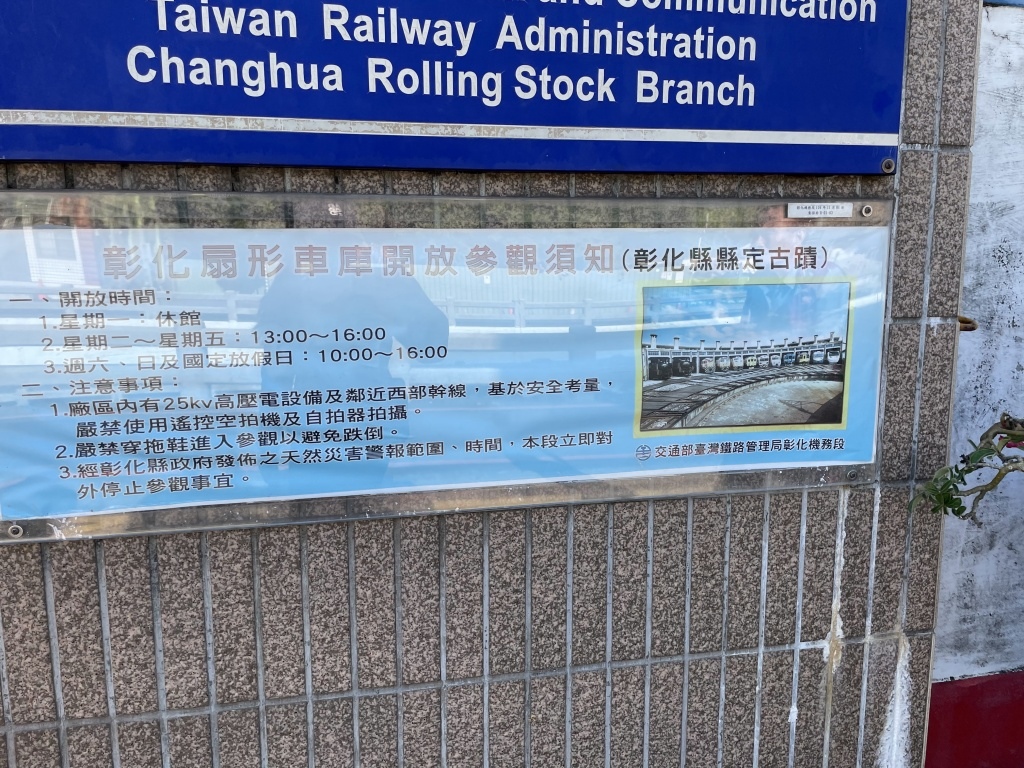 and Communication
Taiwan Railway Administration
Changhua Rolling Stock Branch
彰化扇形車庫開放參觀須知(彰化縣縣定古蹟)
一、開放時間：
1.星期一：休館
2.星期二～星期五：13:00～16:00
3.週六、日及國定放假日：10:00～16:00
二、注意事項：
1.廠區內有25kv高壓電設備及鄰近西部幹線，基於安全考量，
嚴禁使用遙控空拍機及自拍器拍攝。
2.嚴禁穿拖鞋進入參觀以避免跌倒。
3.經彰化縣政府發佈之天然災害警報範圍、時間，本段立即對
外停止參觀事宜。
交通部臺灣鐵路管理局彰化機務段